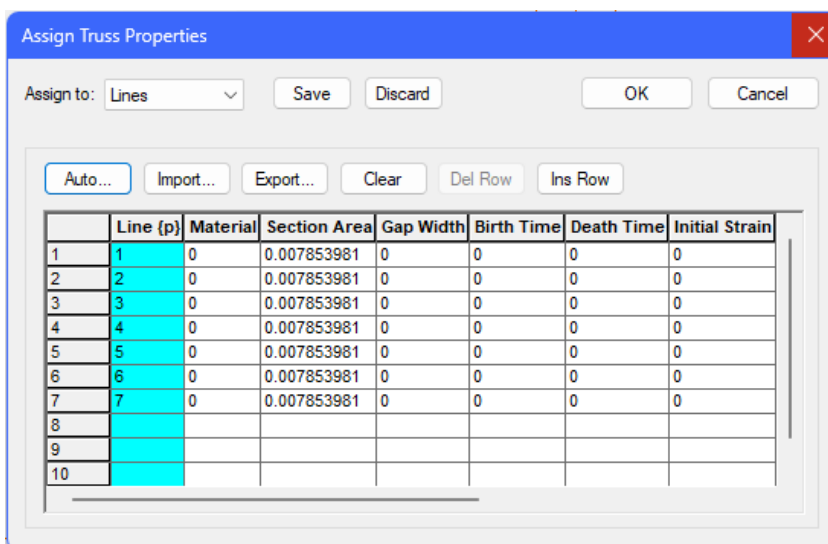 Assign Truss Properties
Assign to: Lines Save Discard OK Cancel
Auto... Import... Export... Clear Del Row Ins Row
Line {p} Material Section Area Gap Width Birth Time Death Time Initial Strain
1 1 0 0.007853981 0 0 0 0
2 2 0 0.007853981 0 0 0 0
3 3 0 0.007853981 0 0 0 0
4 4 0 0.007853981 0 0 0 0
5 5 0 0.007853981 0 0 0 0
6 6 0 0.007853981 0 0 0 0
7 7 0 0.007853981 0 0 0 0
8
9
10